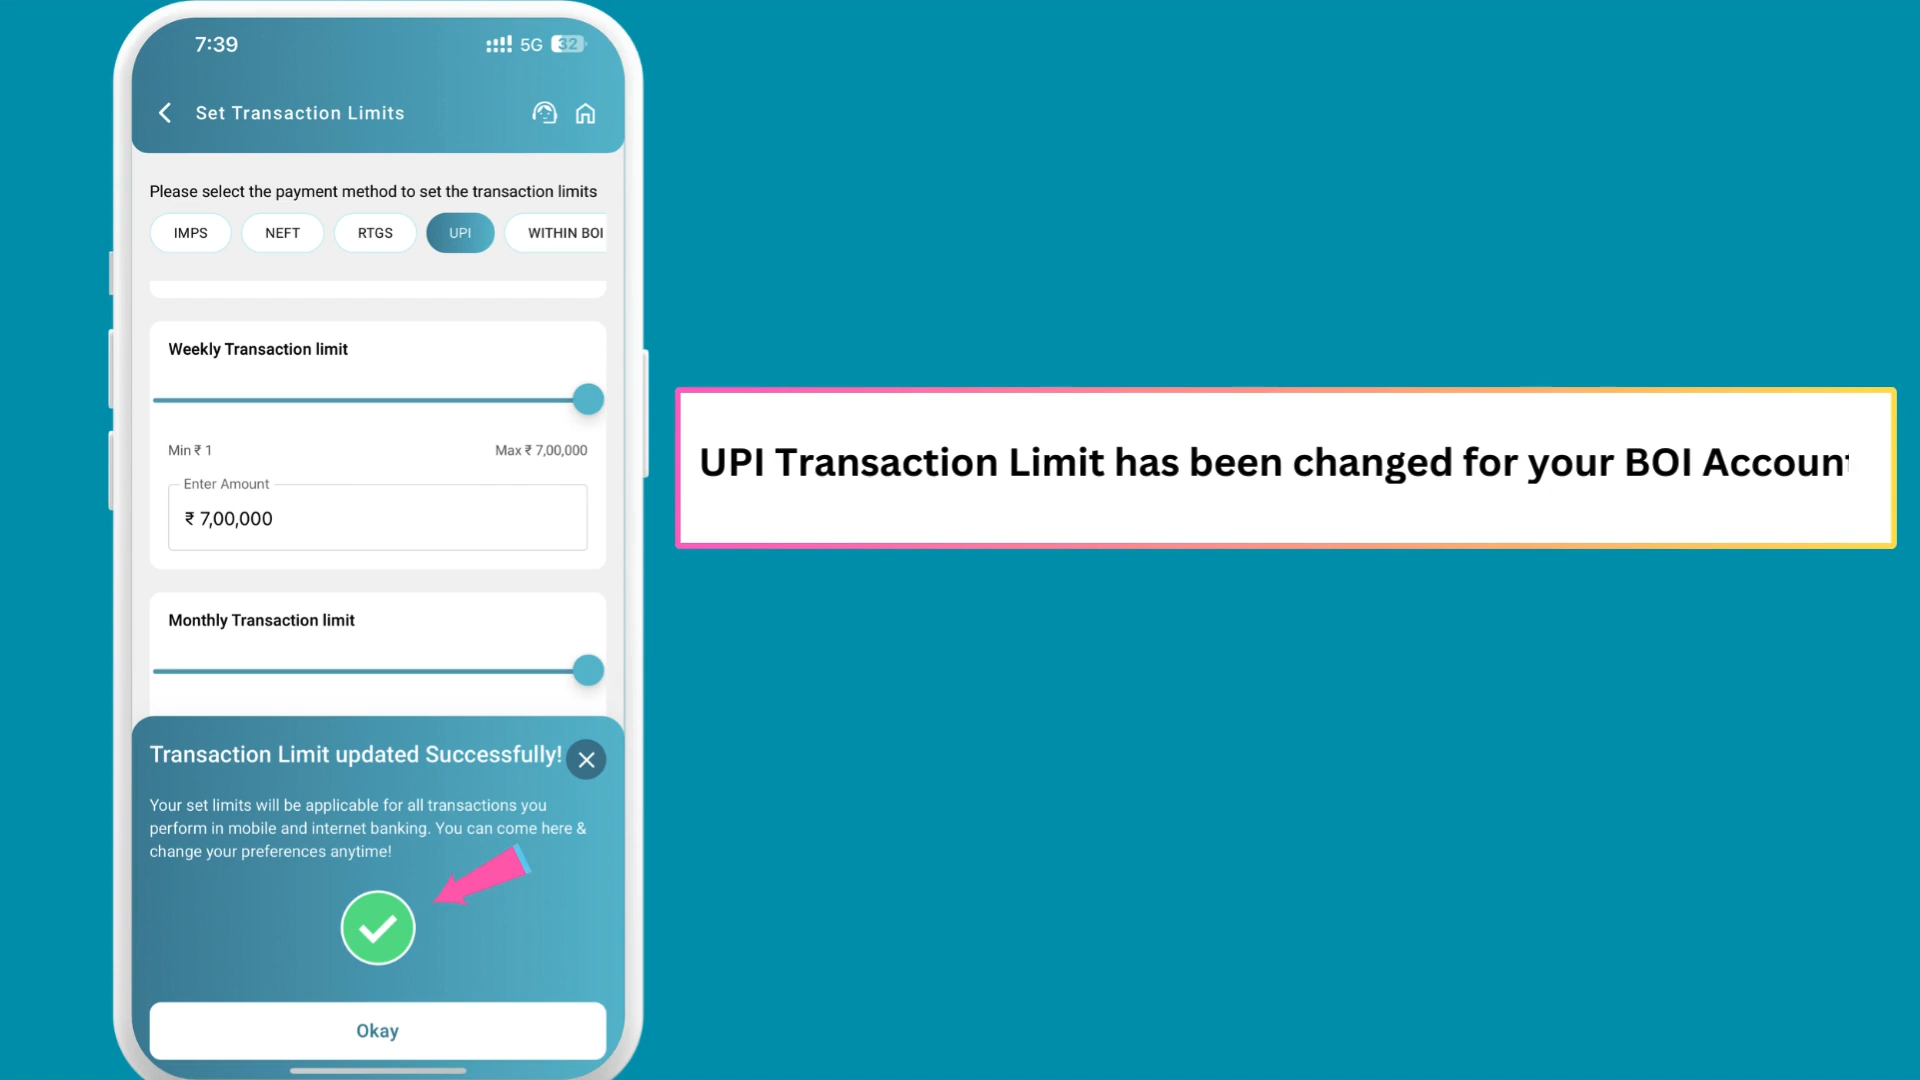 7:39
5G 32
Set Transaction Limits
Please select the payment method to set the transaction limits
IMPS NEFT RTGS UPI WITHIN BOI
Weekly Transaction limit
Min ₹ 1 Max ₹ 7,00,000
Enter Amount
₹ 7,00,000
Monthly Transaction limit
Transaction Limit updated Successfully!
Your set limits will be applicable for all transactions you
perform in mobile and internet banking. You can come here &
change your preferences anytime!
Okay
UPI Transaction Limit has been changed for your BOI Account